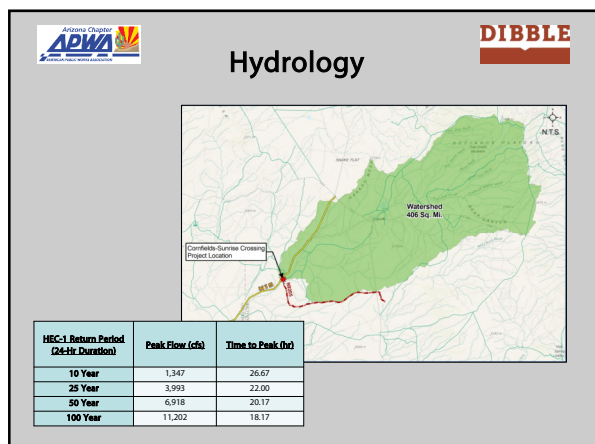 Arizona Chapter
APWA
AMERICAN PUBLIC WORKS ASSOCIATION
DIBBLE
Hydrology
N.T.S.
Watershed
406 Sq. Mi.
Cornfields-Sunrise Crossing
Project Location
HEC-1 Return Period
(24-Hr Duration)
Peak Flow (cfs)
Time to Peak (hr)
10 Year 1,347 26.67
25 Year 3,993 22.00
50 Year 6,918 20.17
100 Year 11,202 18.17